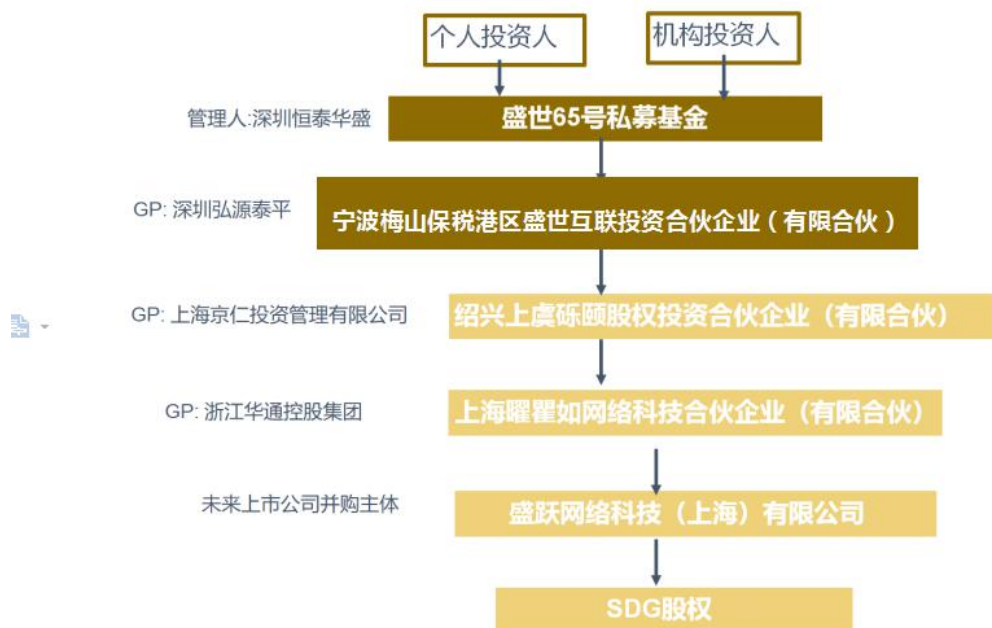 个人投资人
机构投资人
管理人:深圳恒泰华盛
盛世65号私募基金
GP: 深圳弘源泰平
宁波梅山保税港区盛世互联投资合伙企业（有限合伙）
GP: 上海京仁投资管理有限公司
绍兴上虞砾颐股权投资合伙企业（有限合伙）
GP: 浙江华通控股集团
上海曜瞿如网络科技合伙企业（有限合伙）
未来上市公司并购主体
盛跃网络科技（上海）有限公司
SDG股权